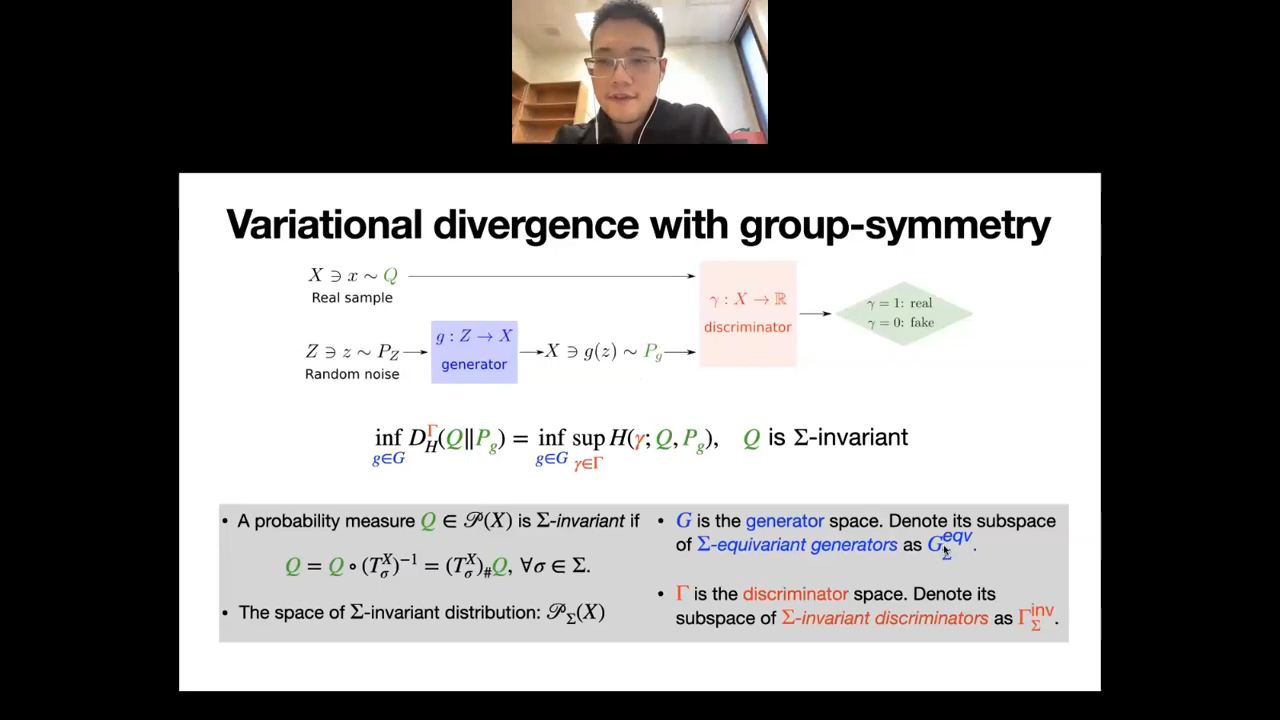 Variational divergence with group-symmetry
X ∋ x ∼ Q
Real sample
γ : X → ℝ
discriminator
γ = 1: real
γ = 0: fake
Z ∋ z ∼ P_Z
Random noise
g : Z → X
generator
X ∋ g(z) ∼ P_g
inf_{g∈G} D_H^Γ(Q∥P_g) = inf_{g∈G} sup_{γ∈Γ} H(γ; Q, P_g), Q is Σ-invariant
• A probability measure Q ∈ 𝒫(X) is Σ-invariant if
Q = Q ∘ (T_σ^X)^{−1} = (T_σ^X)_# Q, ∀σ ∈ Σ.
• The space of Σ-invariant distribution: 𝒫_Σ(X)
• G is the generator space. Denote its subspace
of Σ-equivariant generators as G_Σ^{eqv}.
• Γ is the discriminator space. Denote its
subspace of Σ-invariant discriminators as Γ_Σ^{inv}.